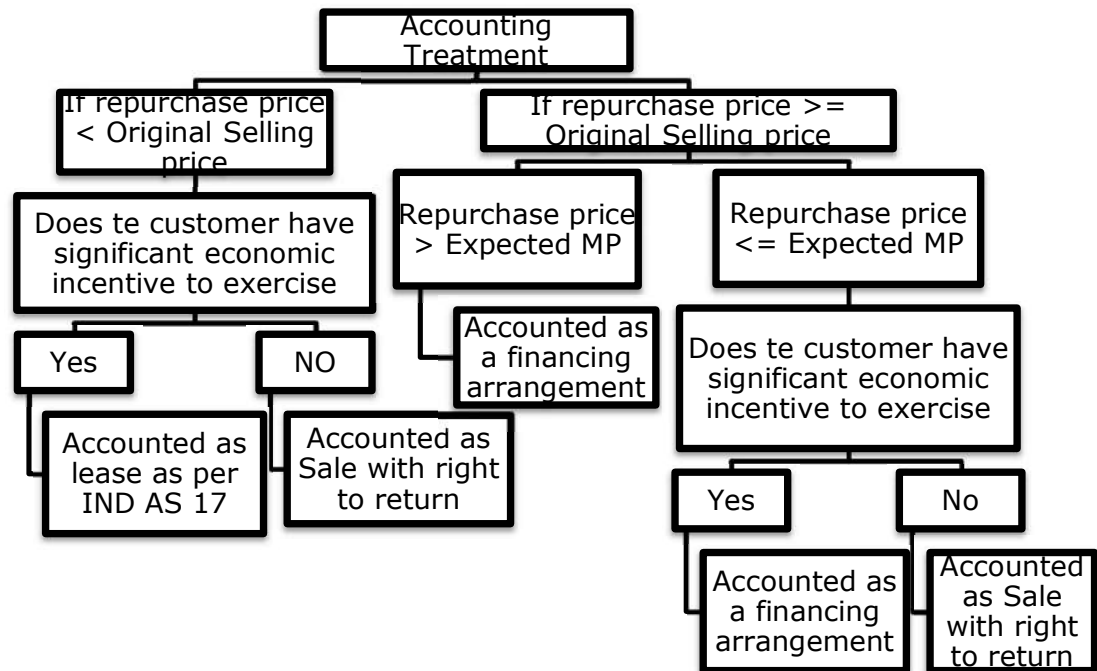 Accounting
Treatment
If repurchase price
< Original Selling
price
If repurchase price >=
Original Selling price
Does te customer have
significant economic
incentive to exercise
Repurchase price
> Expected MP
Repurchase price
<= Expected MP
Yes
NO
Accounted as
a financing
arrangement
Does te customer have
significant economic
incentive to exercise
Accounted as
lease as per
IND AS 17
Accounted as
Sale with right
to return
Yes
No
Accounted as
a financing
arrangement
Accounted
as Sale
with right
to return